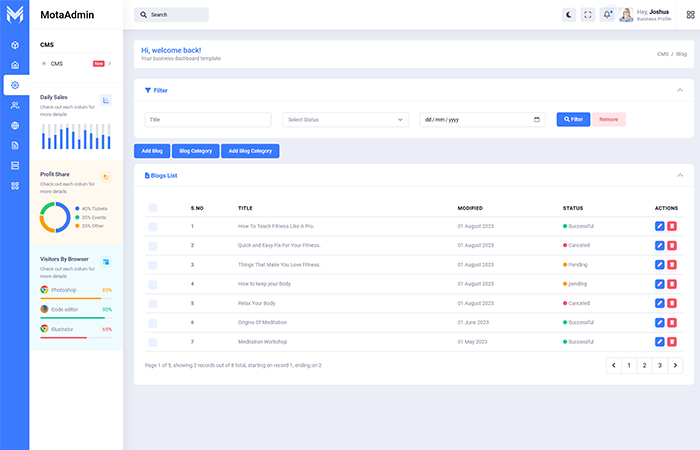 MotaAdmin
Search
Hey, Joshua
Business Profile
CMS
CMS
New
Daily Sales
Check out each colum for
more details
Profit Share
Check out each colum for
more details
40% Tickets
20% Events
25% Other
Visitors By Browser
Check out each colum for
more details
Photoshop 85%
Code editor 90%
Illustrator 65%
Hi, welcome back!
Your business dashboard template
CMS / Blog
Filter
Title
Select Status
dd / mm / yyyy
Filter
Remove
Add Blog
Blog Category
Add Blog Category
Blogs List
S.NO TITLE MODIFIED STATUS ACTIONS
1 How To Teach Fitness Like A Pro. 01 August 2023 Successful
2 Quick and Easy Fix For Your Fitness. 01 August 2023 Canceled
3 Things That Make You Love Fitness. 01 August 2023 Pending
4 How to keep your Body. 01 August 2023 pending
5 Relax Your Body 01 August 2023 Canceled
6 Origins Of Meditation 01 June 2023 Successful
7 Meditation Workshop 01 May 2023 Successful
Page 1 of 5, showing 2 records out of 8 total, starting on record 1, ending on 2
1 2 3